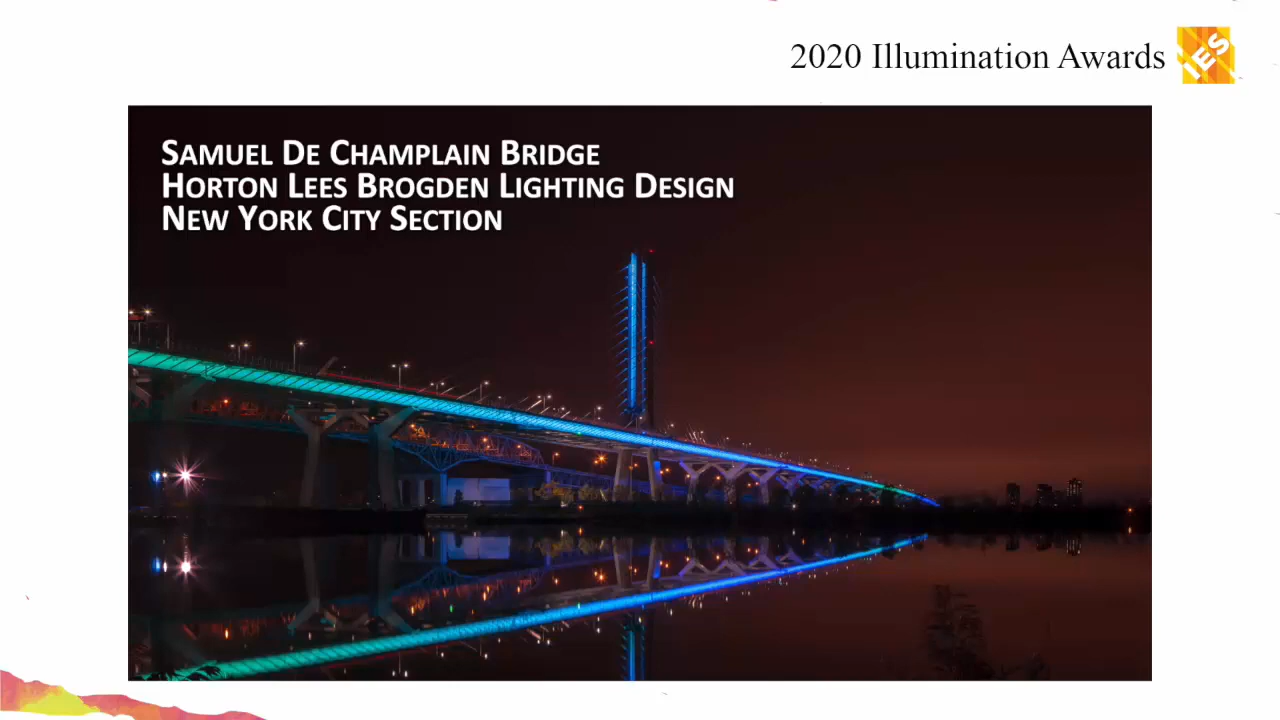 2020 Illumination Awards
IES
SAMUEL DE CHAMPLAIN BRIDGE
HORTON LEES BROGDEN LIGHTING DESIGN
NEW YORK CITY SECTION